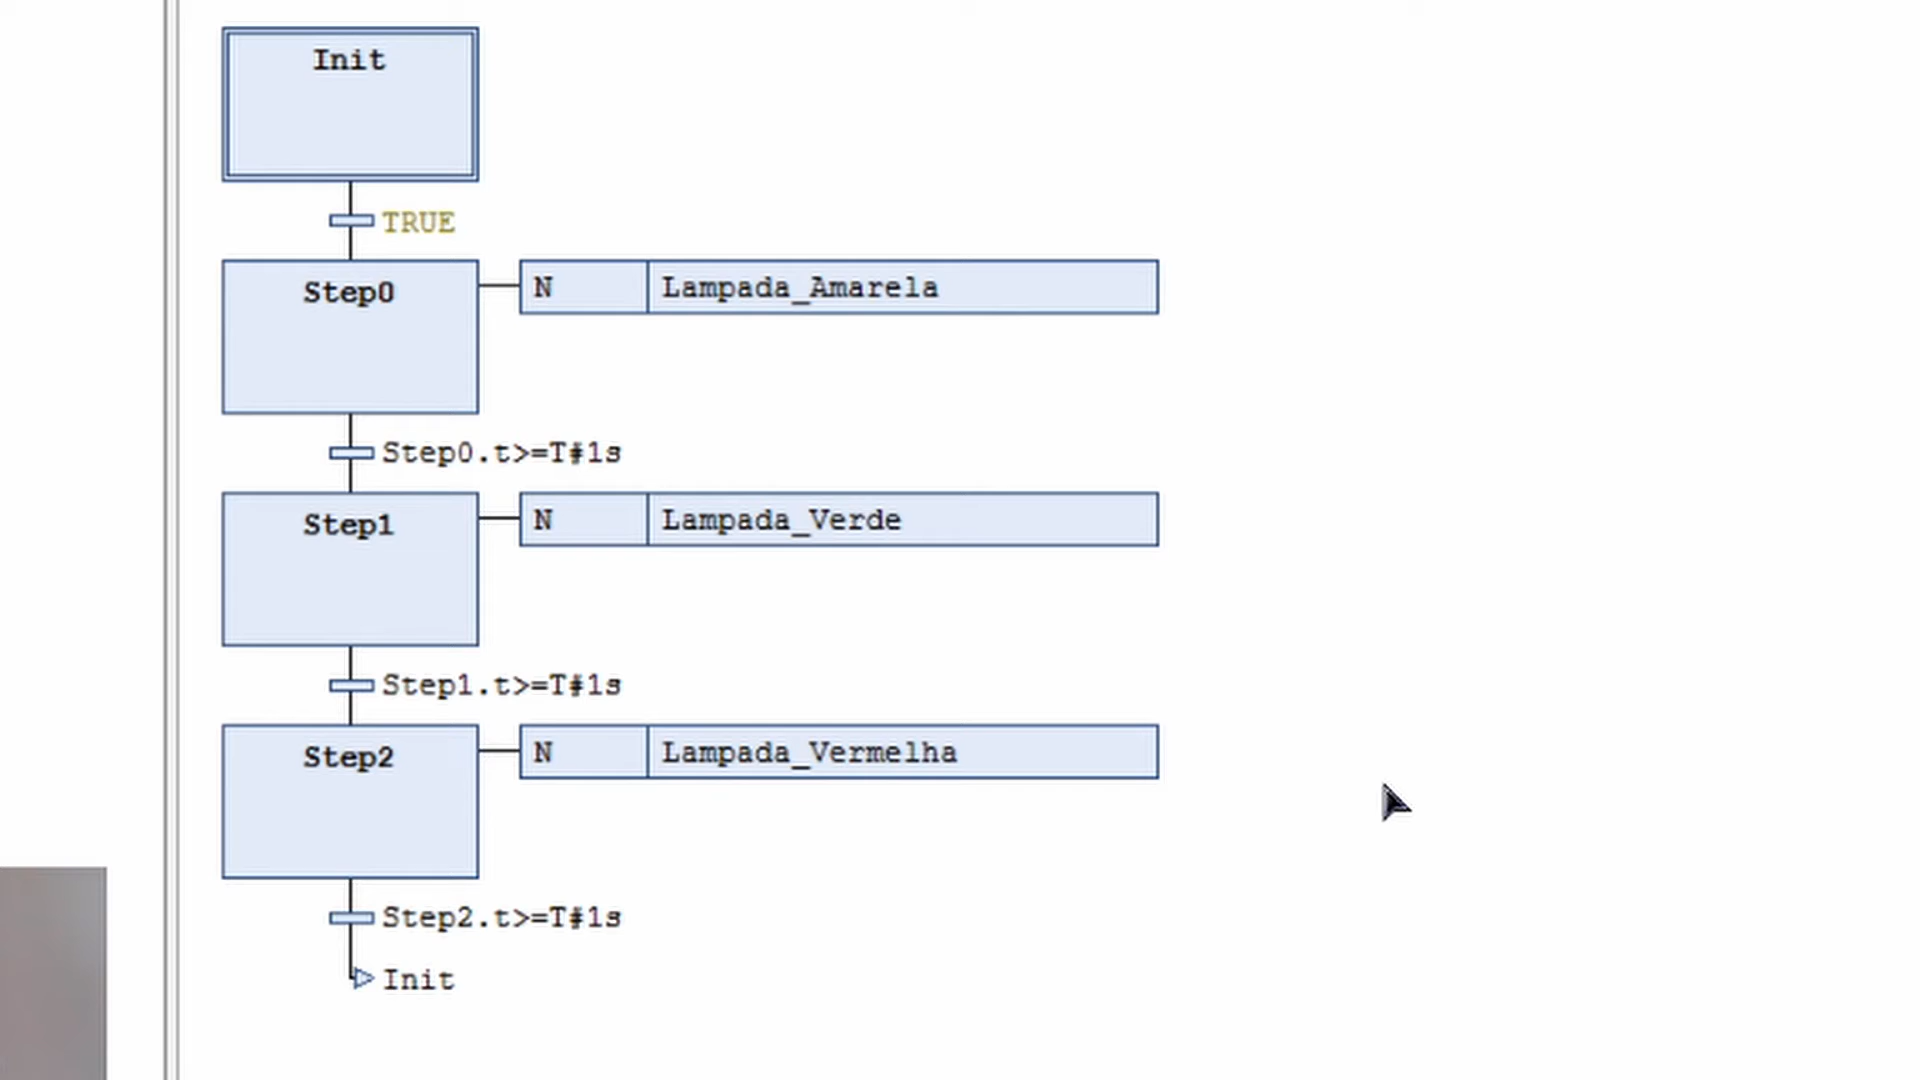 Init
TRUE
Step0 N Lampada_Amarela
Step0.t>=T#1s
Step1 N Lampada_Verde
Step1.t>=T#1s
Step2 N Lampada_Vermelha
Step2.t>=T#1s
Init